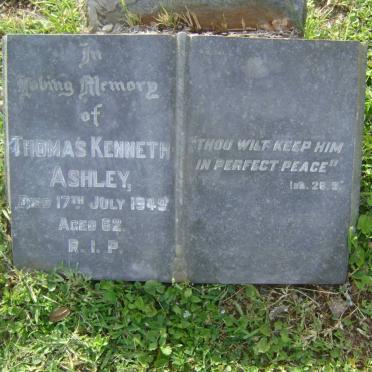 In
Loving Memory
of
Thomas Kenneth
Ashley,
Died 17th July 1949
Aged 62.
R.I.P.
"Thou wilt keep him
in perfect peace"
Isa. 26.3.